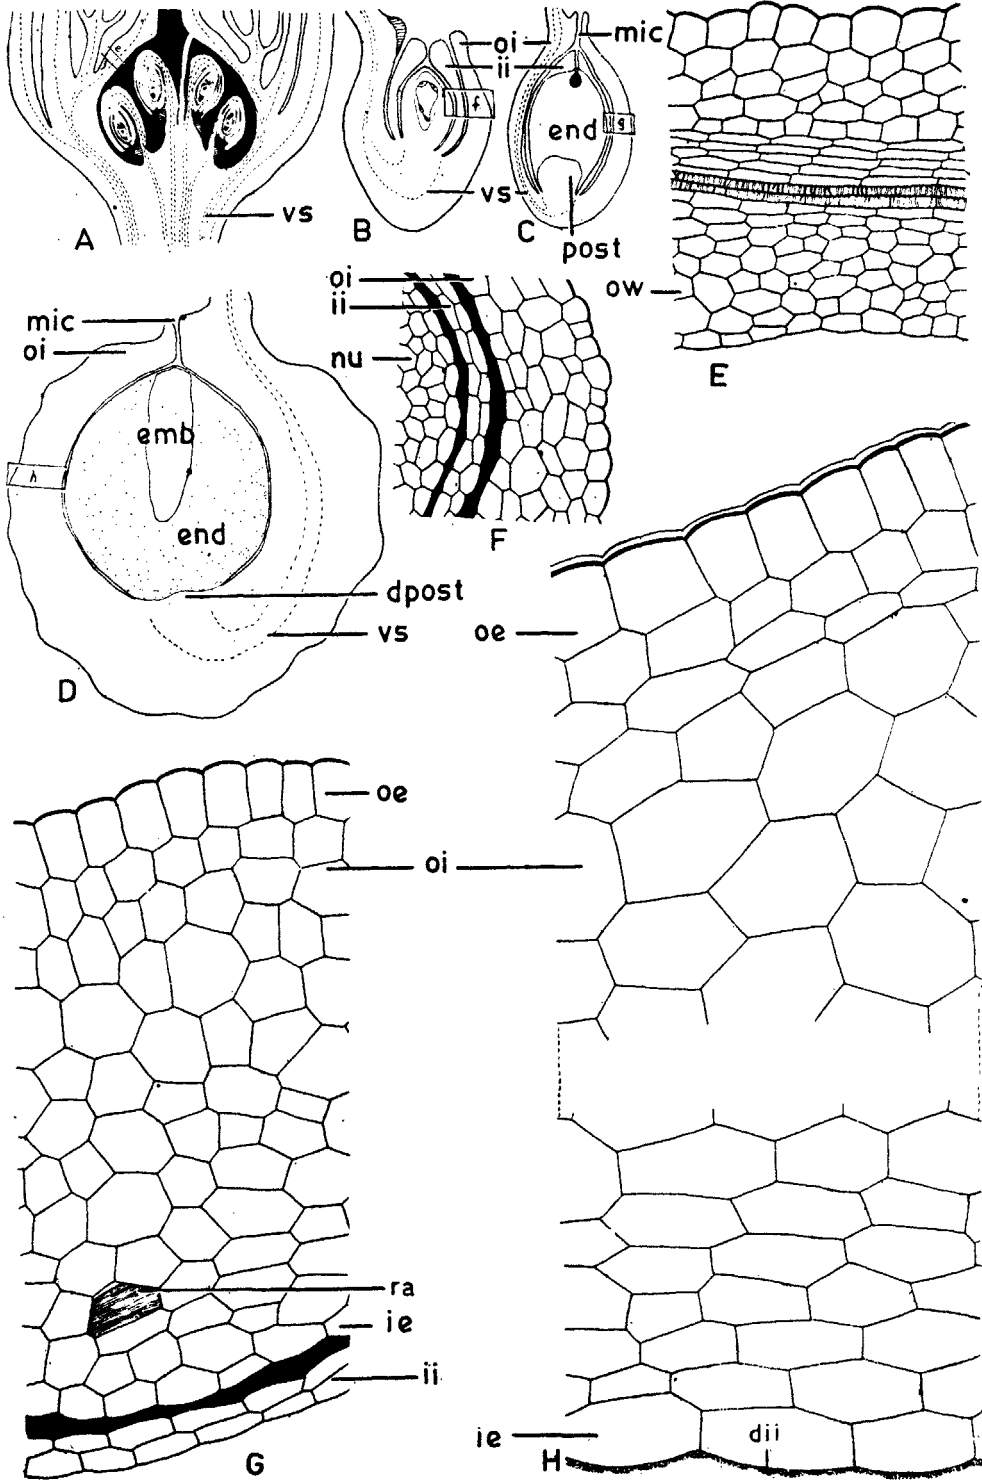 oi
ii
mic
f
end
g
vs
A
vs
B
C
post
ow
E
oi
ii
nu
F
mic
oi
emb
h
end
dpost
vs
D
oe
oe
oi
ra
ie
ii
G
ie
dii
H